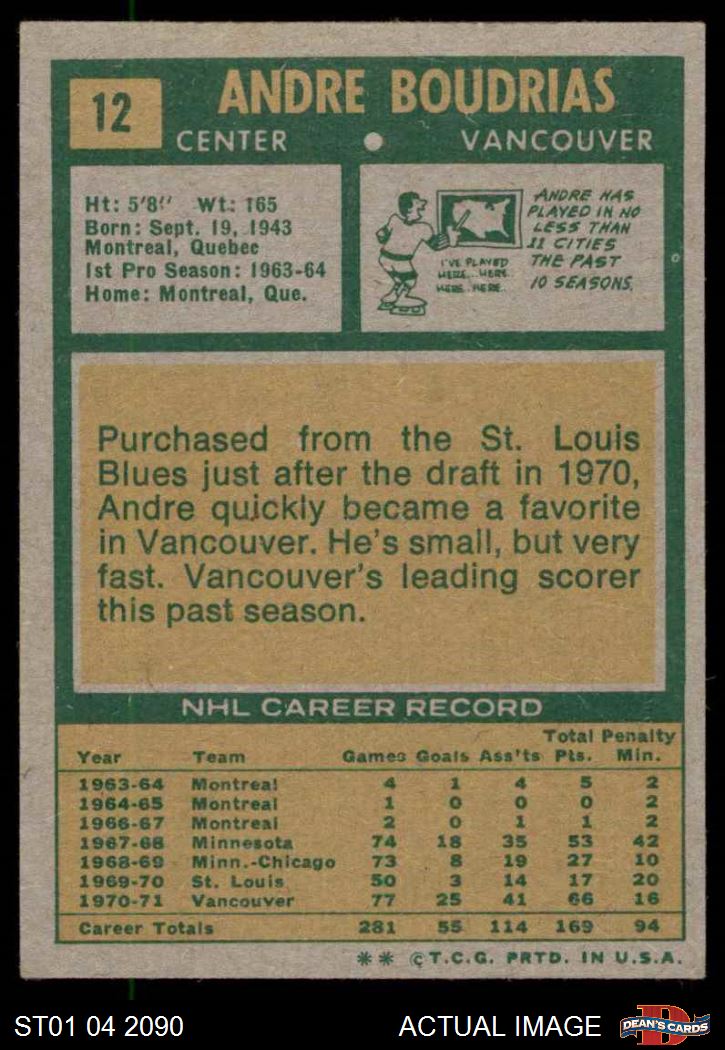 12
ANDRE BOUDRIAS
CENTER • VANCOUVER
Ht: 5'8" Wt: 165
Born: Sept. 19, 1943
Montreal, Quebec
1st Pro Season: 1963-64
Home: Montreal, Que.
I'VE PLAYED
HERE...HERE..
HERE..HERE..
ANDRE HAS
PLAYED IN NO
LESS THAN
11 CITIES
THE PAST
10 SEASONS.
Purchased from the St. Louis
Blues just after the draft in 1970,
Andre quickly became a favorite
in Vancouver. He's small, but very
fast. Vancouver's leading scorer
this past season.
NHL CAREER RECORD
Total Penalty
Year Team Games Goals Ass'ts Pts. Min.
1963-64 Montreal 4 1 4 5 2
1964-65 Montreal 1 0 0 0 2
1966-67 Montreal 2 0 1 1 2
1967-68 Minnesota 74 18 35 53 42
1968-69 Minn.-Chicago 73 8 19 27 10
1969-70 St. Louis 50 3 14 17 20
1970-71 Vancouver 77 25 41 66 16
Career Totals 281 55 114 169 94
** © T.C.G. PRTD. IN U.S.A.
ST01 04 2090 ACTUAL IMAGE
D
DEAN'S CARDS